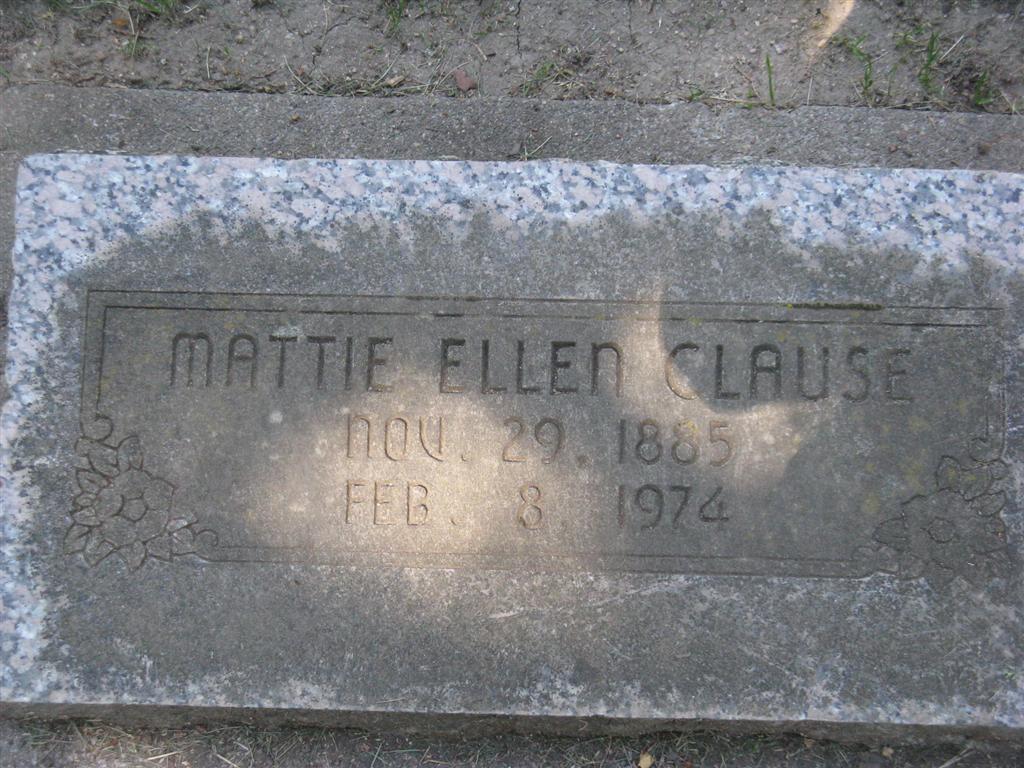 MATTIE ELLEN CLAUSE
NOV. 29, 1885
FEB. 8, 1974